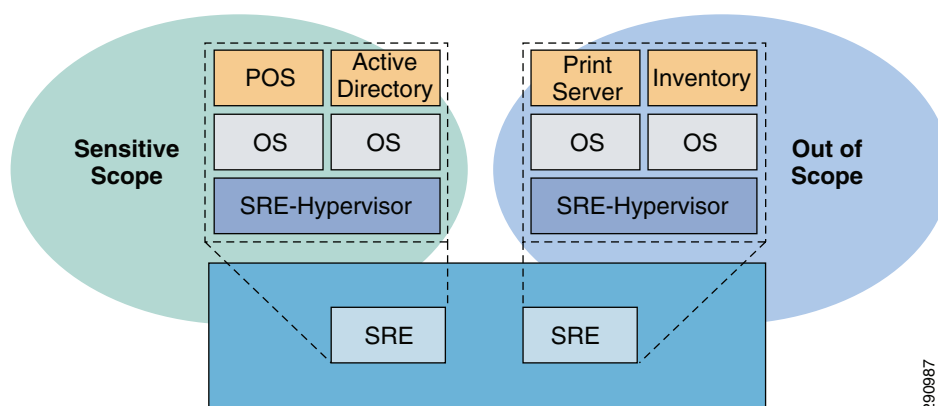 Sensitive
Scope
POS
Active
Directory
OS
OS
SRE-Hypervisor
Print
Server
Inventory
OS
OS
SRE-Hypervisor
Out of
Scope
SRE
SRE
290987